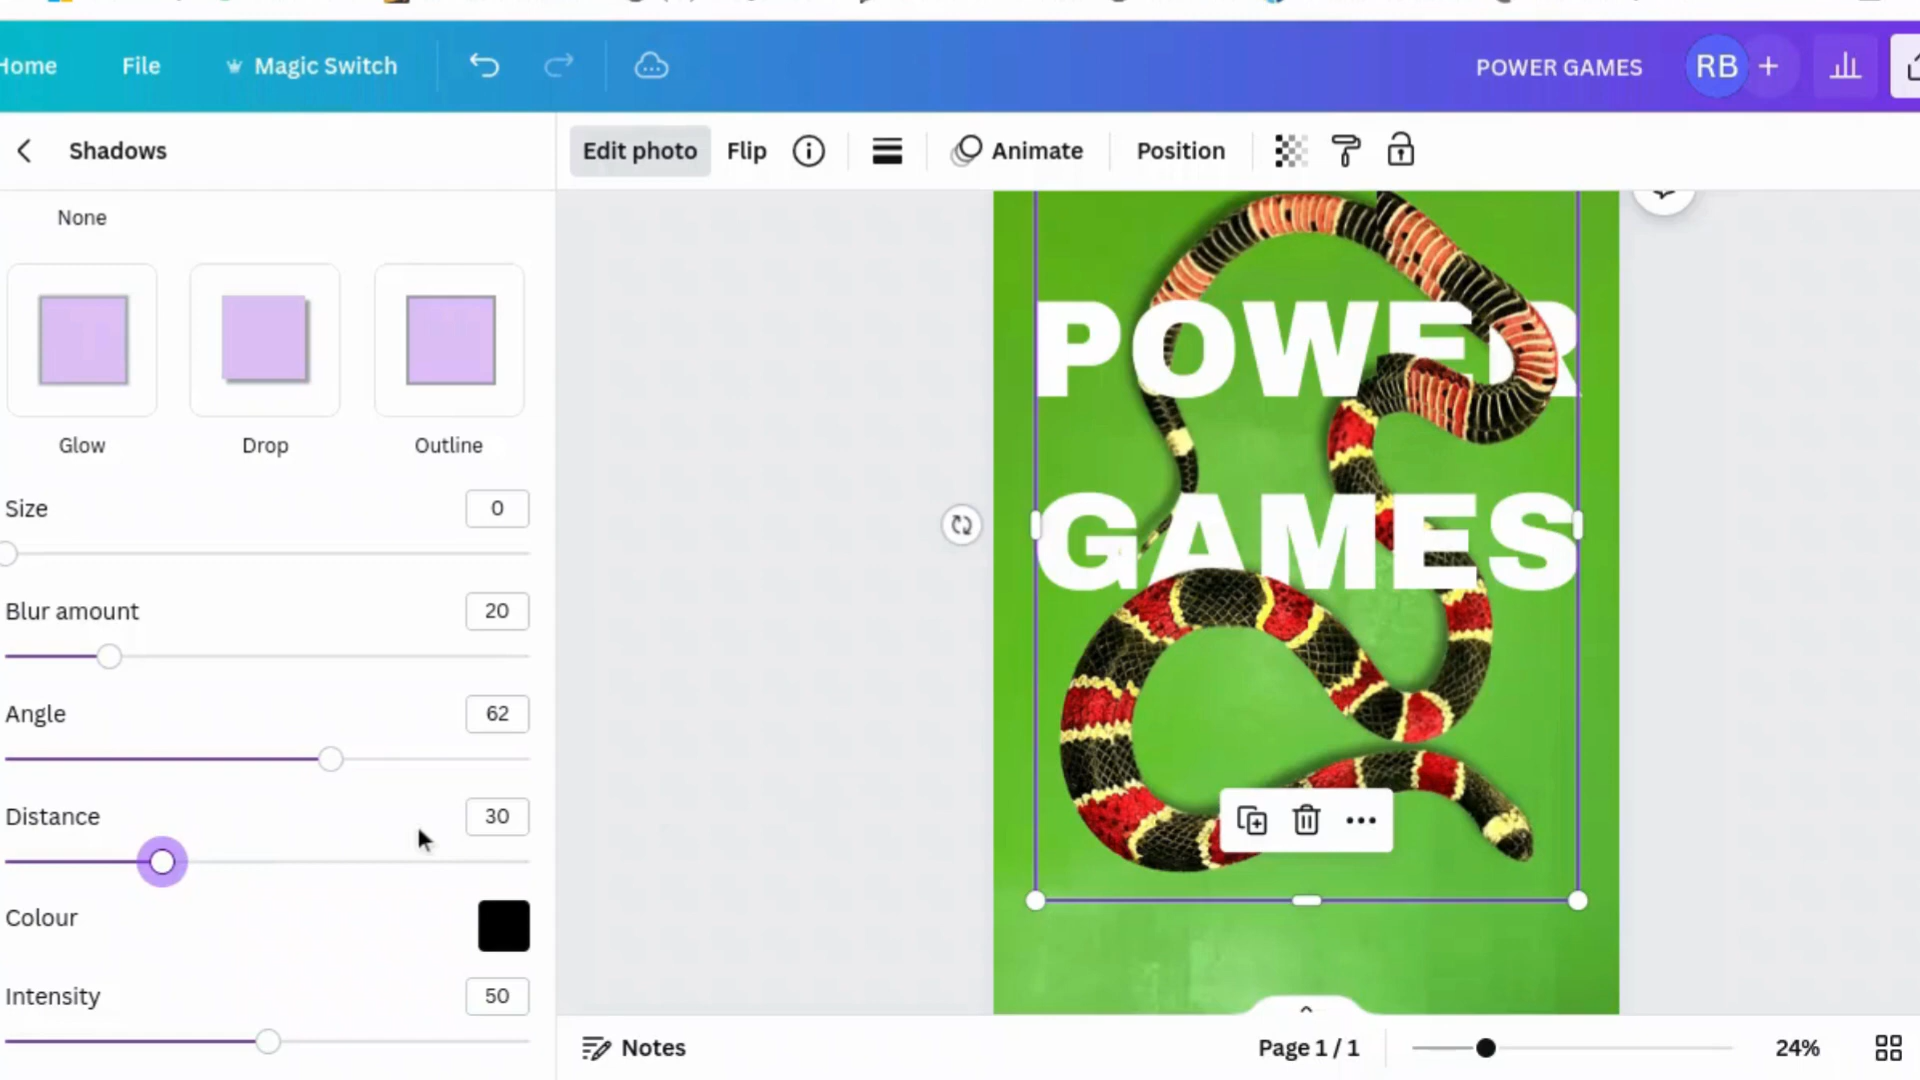 Home File Magic Switch POWER GAMES RB +
Shadows Edit photo Flip Animate Position
None
Glow Drop Outline
Size 0
Blur amount 20
Angle 62
Distance 30
Colour
Intensity 50
POWER
GAMES
Notes Page 1 / 1 24%